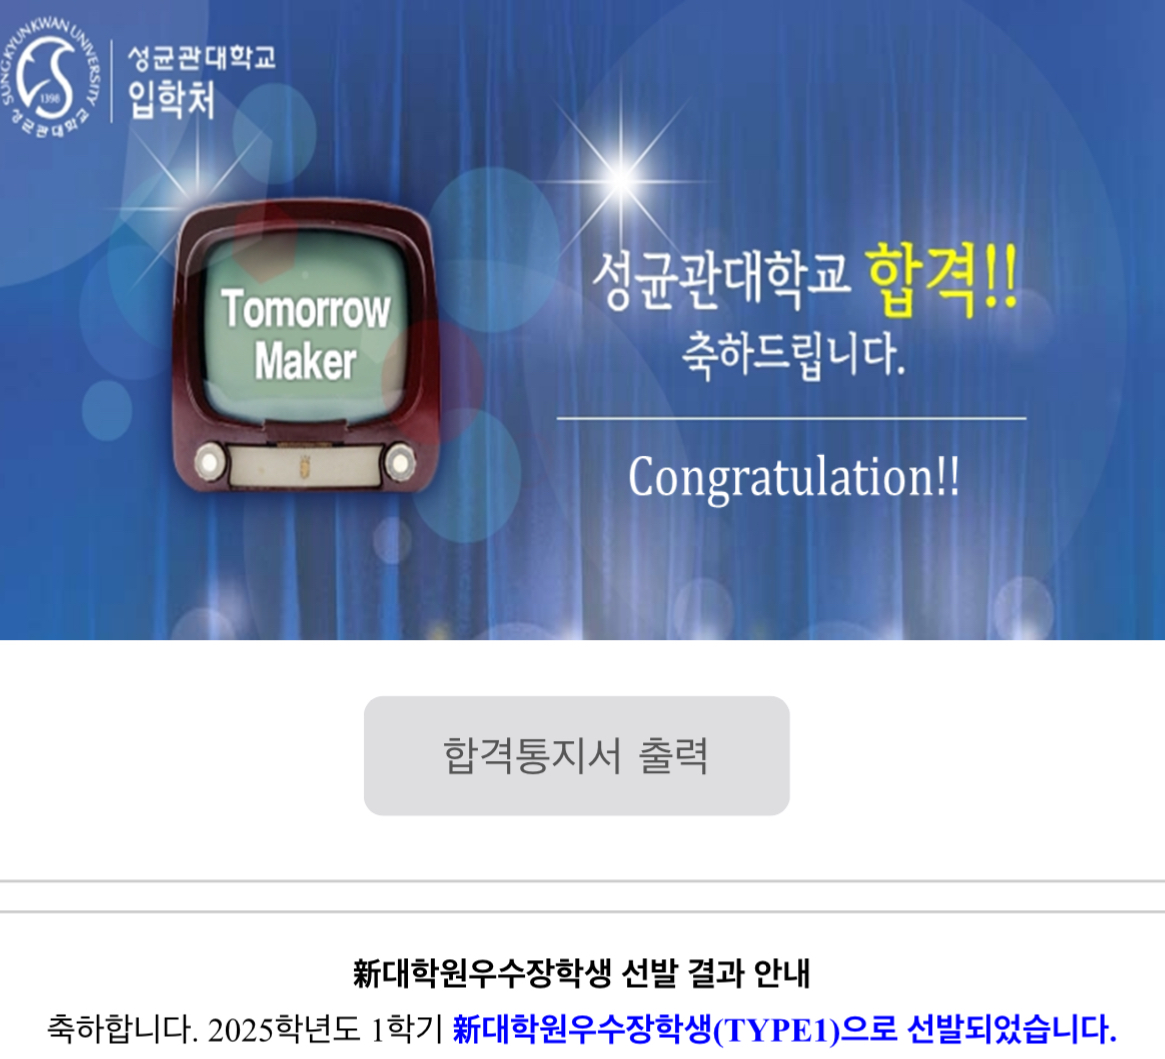 SUNGKYUNKWAN UNIVERSITY
1398
성균관대학교
성균관대학교
입학처
Tomorrow
Maker
성균관대학교 합격!!
축하드립니다.
Congratulation!!
합격통지서 출력
新대학원우수장학생 선발 결과 안내
축하합니다. 2025학년도 1학기 新대학원우수장학생(TYPE1)으로 선발되었습니다.